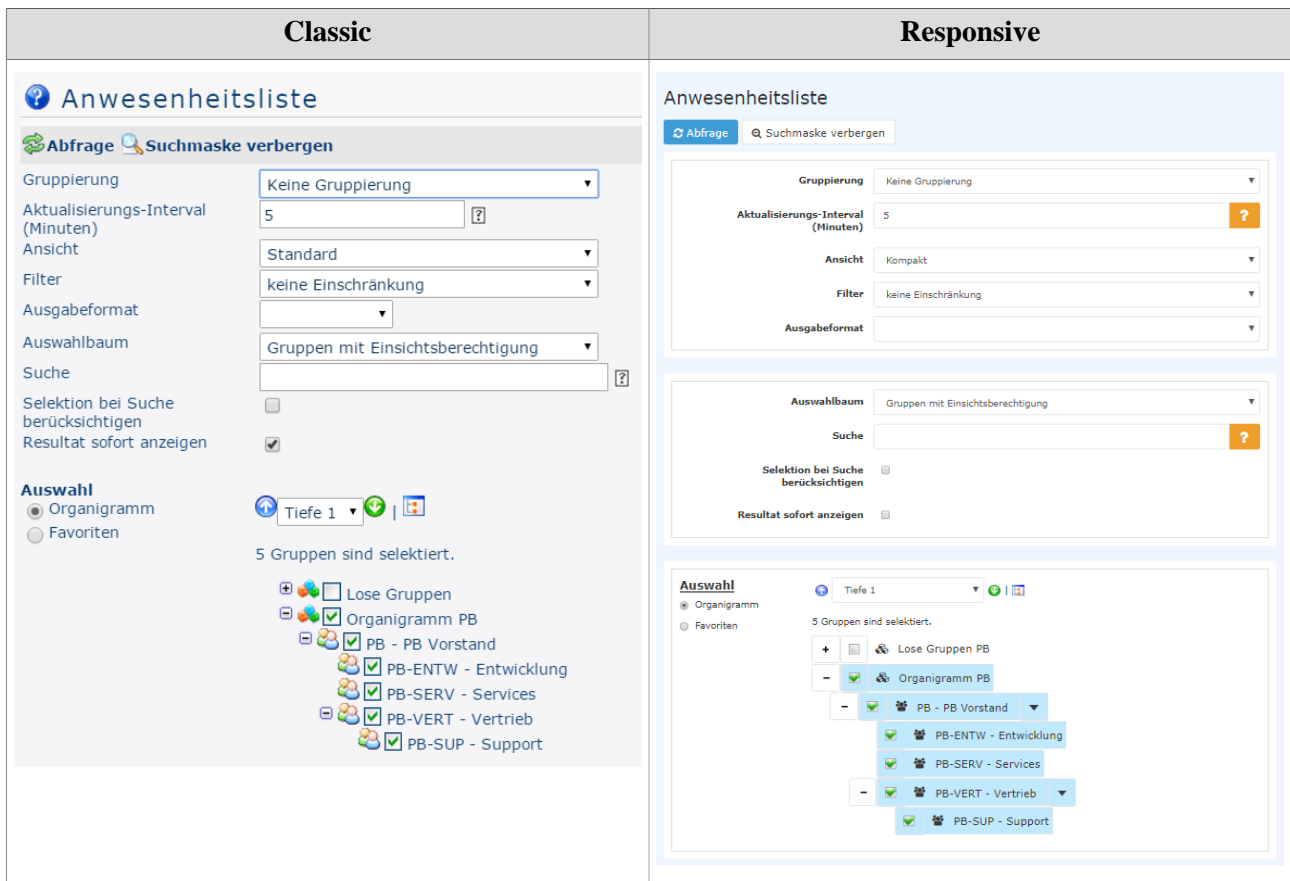 Classic
Anwesenheitsliste
Abfrage Suchmaske verbergen
Gruppierung Keine Gruppierung
Aktualisierungs-Interval
(Minuten) 5 ?
Ansicht Standard
Filter keine Einschränkung
Ausgabeformat
Auswahlbaum Gruppen mit Einsichtsberechtigung
Suche ?
Selektion bei Suche
berücksichtigen
Resultat sofort anzeigen
Auswahl
Organigramm Tiefe 1 |
Favoriten
5 Gruppen sind selektiert.
Lose Gruppen
Organigramm PB
PB - PB Vorstand
PB-ENTW - Entwicklung
PB-SERV - Services
PB-VERT - Vertrieb
PB-SUP - Support
Responsive
Anwesenheitsliste
Abfrage Suchmaske verbergen
Gruppierung Keine Gruppierung
Aktualisierungs-Interval
(Minuten) 5 ?
Ansicht Kompakt
Filter keine Einschränkung
Ausgabeformat
Auswahlbaum Gruppen mit Einsichtsberechtigung
Suche ?
Selektion bei Suche
berücksichtigen
Resultat sofort anzeigen
Auswahl
Organigramm Tiefe 1 |
Favoriten
5 Gruppen sind selektiert.
Lose Gruppen PB
Organigramm PB
PB - PB Vorstand
PB-ENTW - Entwicklung
PB-SERV - Services
PB-VERT - Vertrieb
PB-SUP - Support